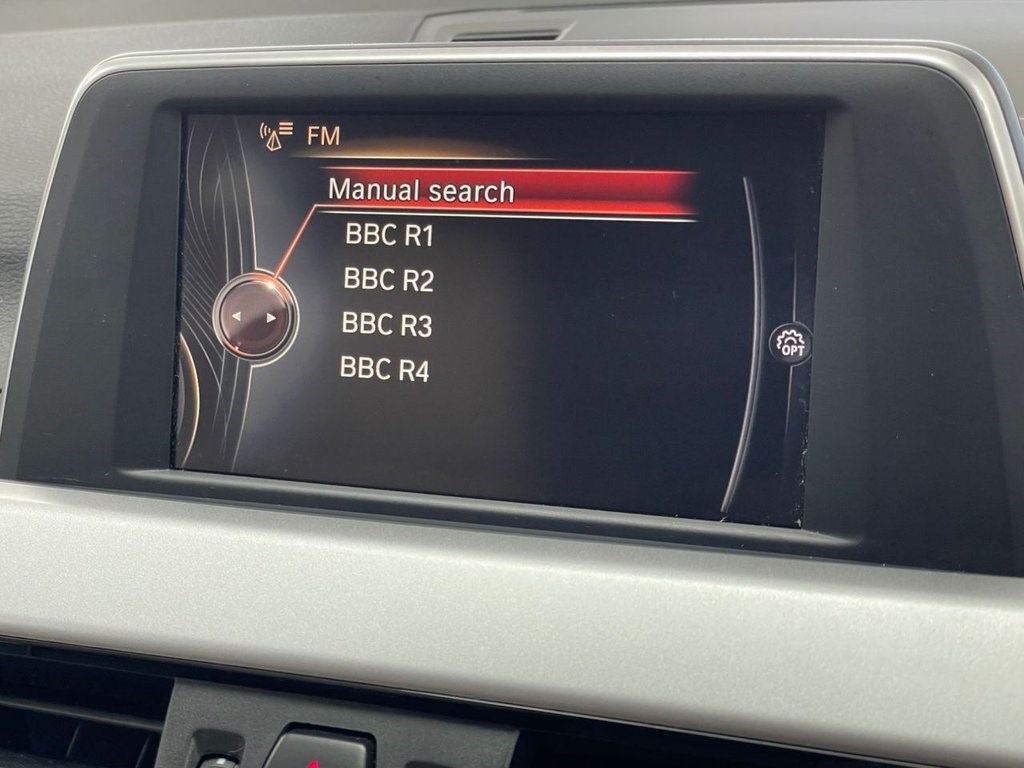 FM
Manual search
BBC R1
BBC R2
BBC R3
BBC R4
OPT